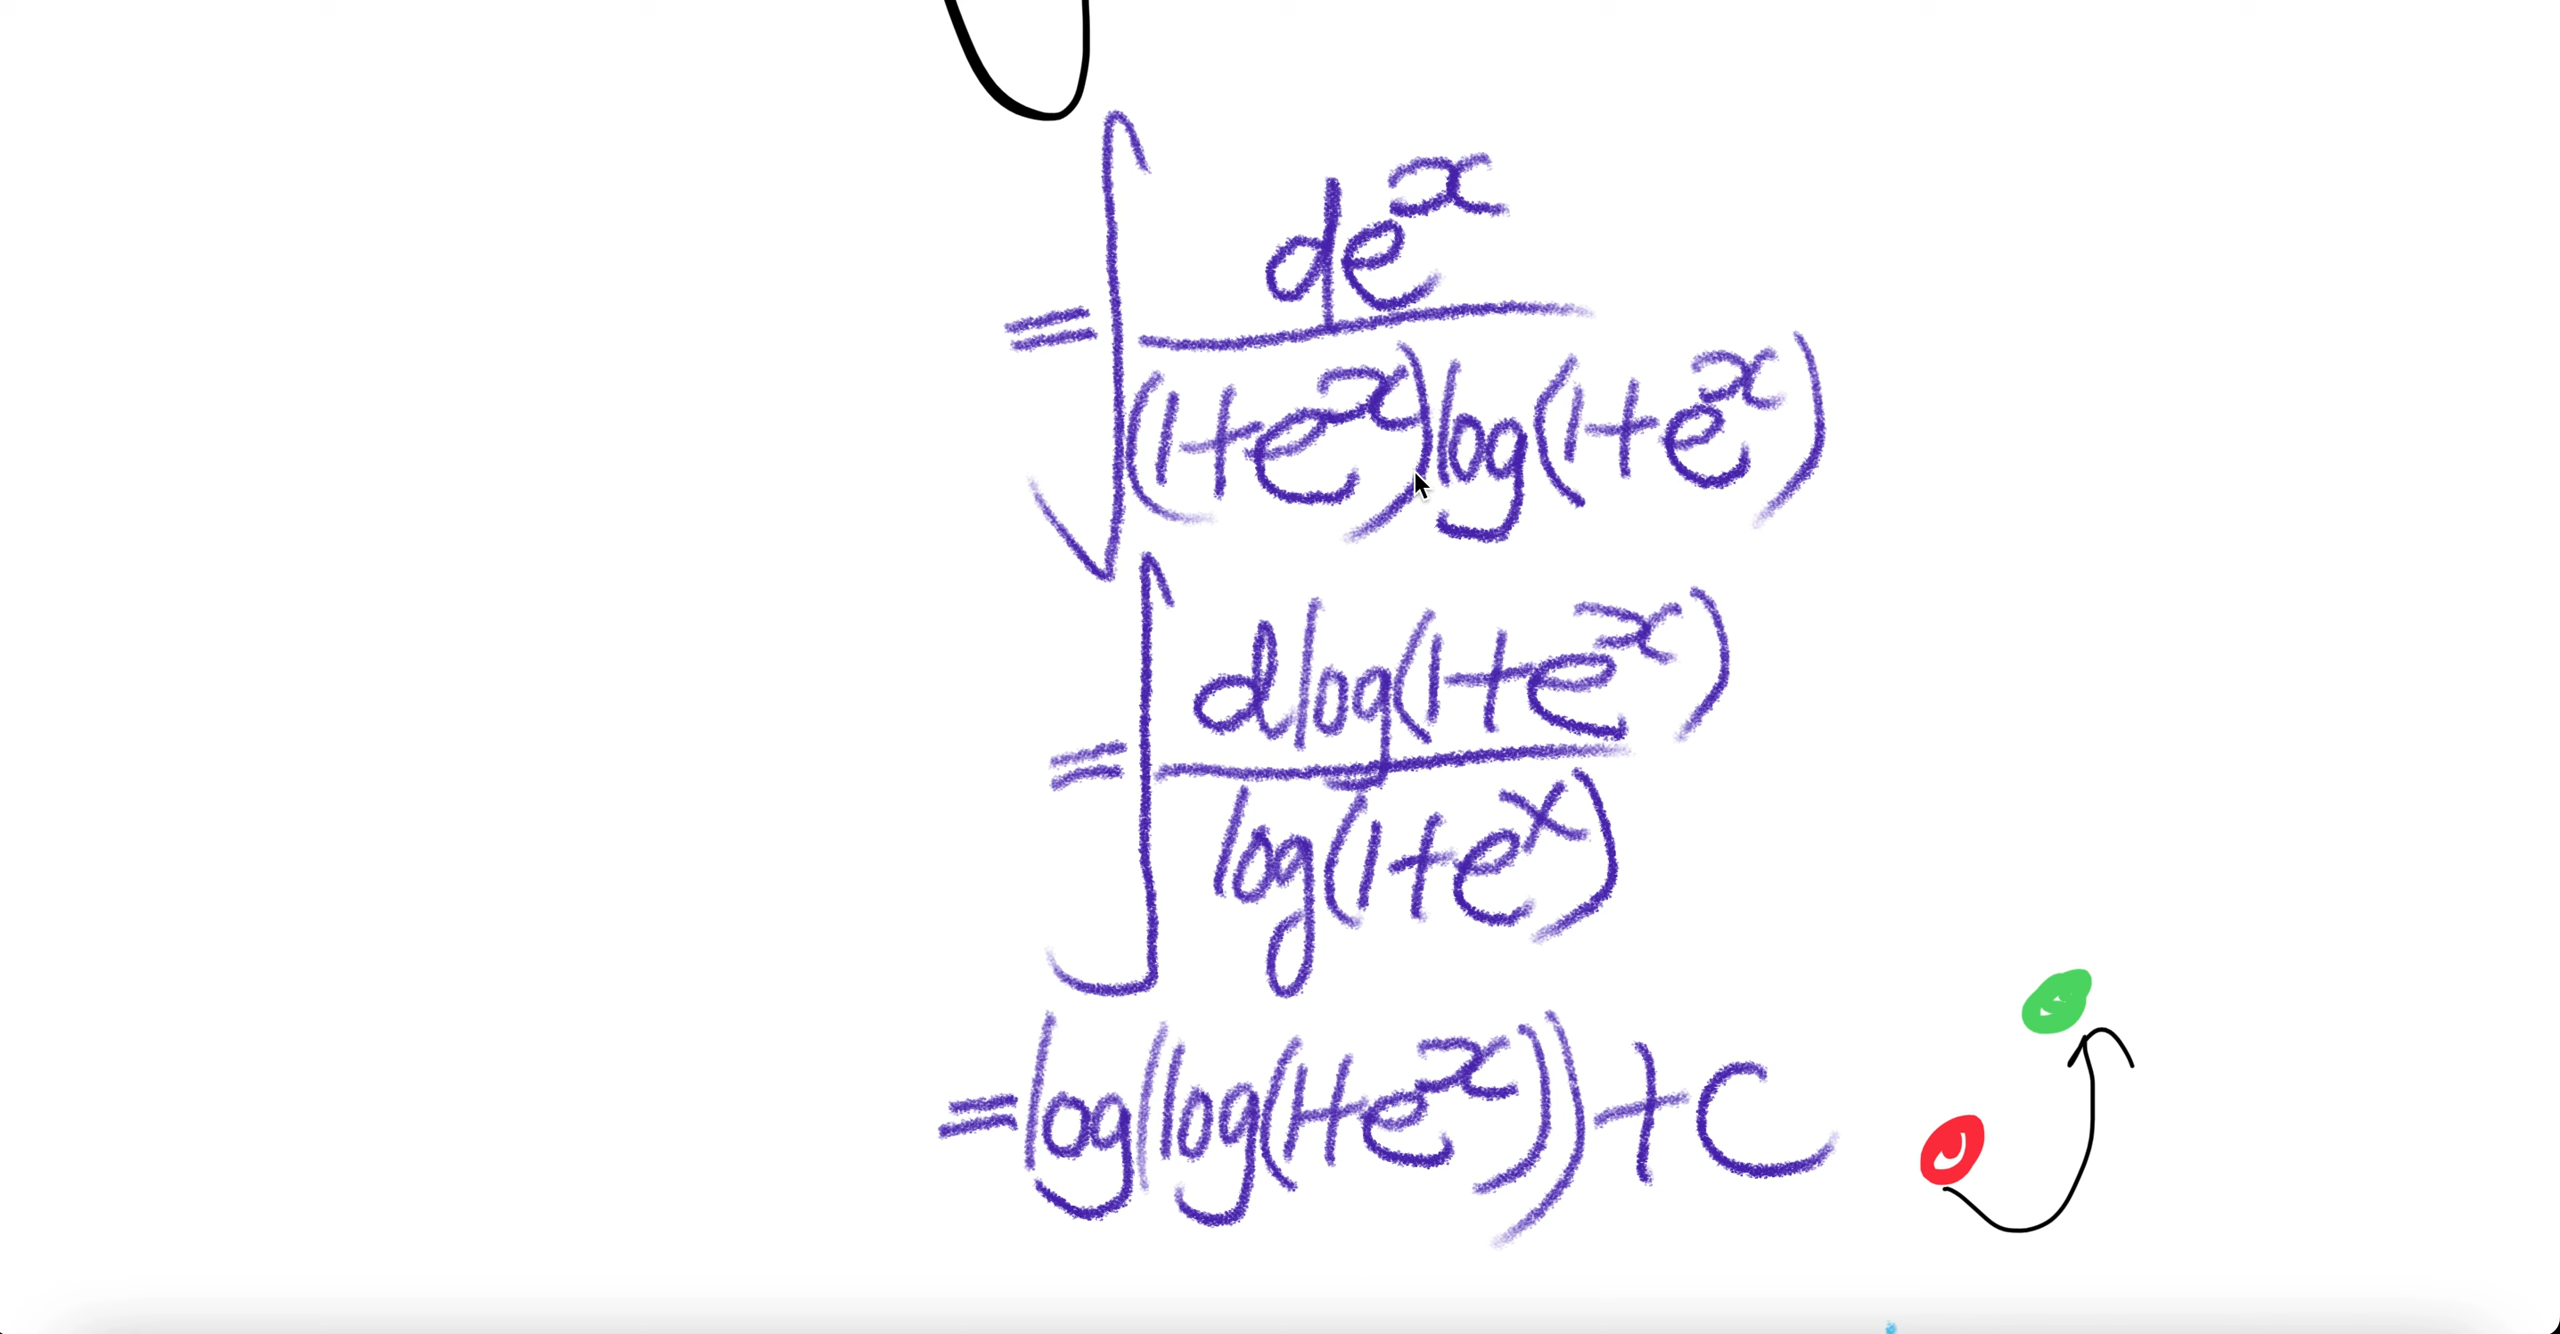 = ∫ de^x / (1+e^x)log(1+e^x)
= ∫ dlog(1+e^x) / log(1+e^x)
= log(log(1+e^x))+C